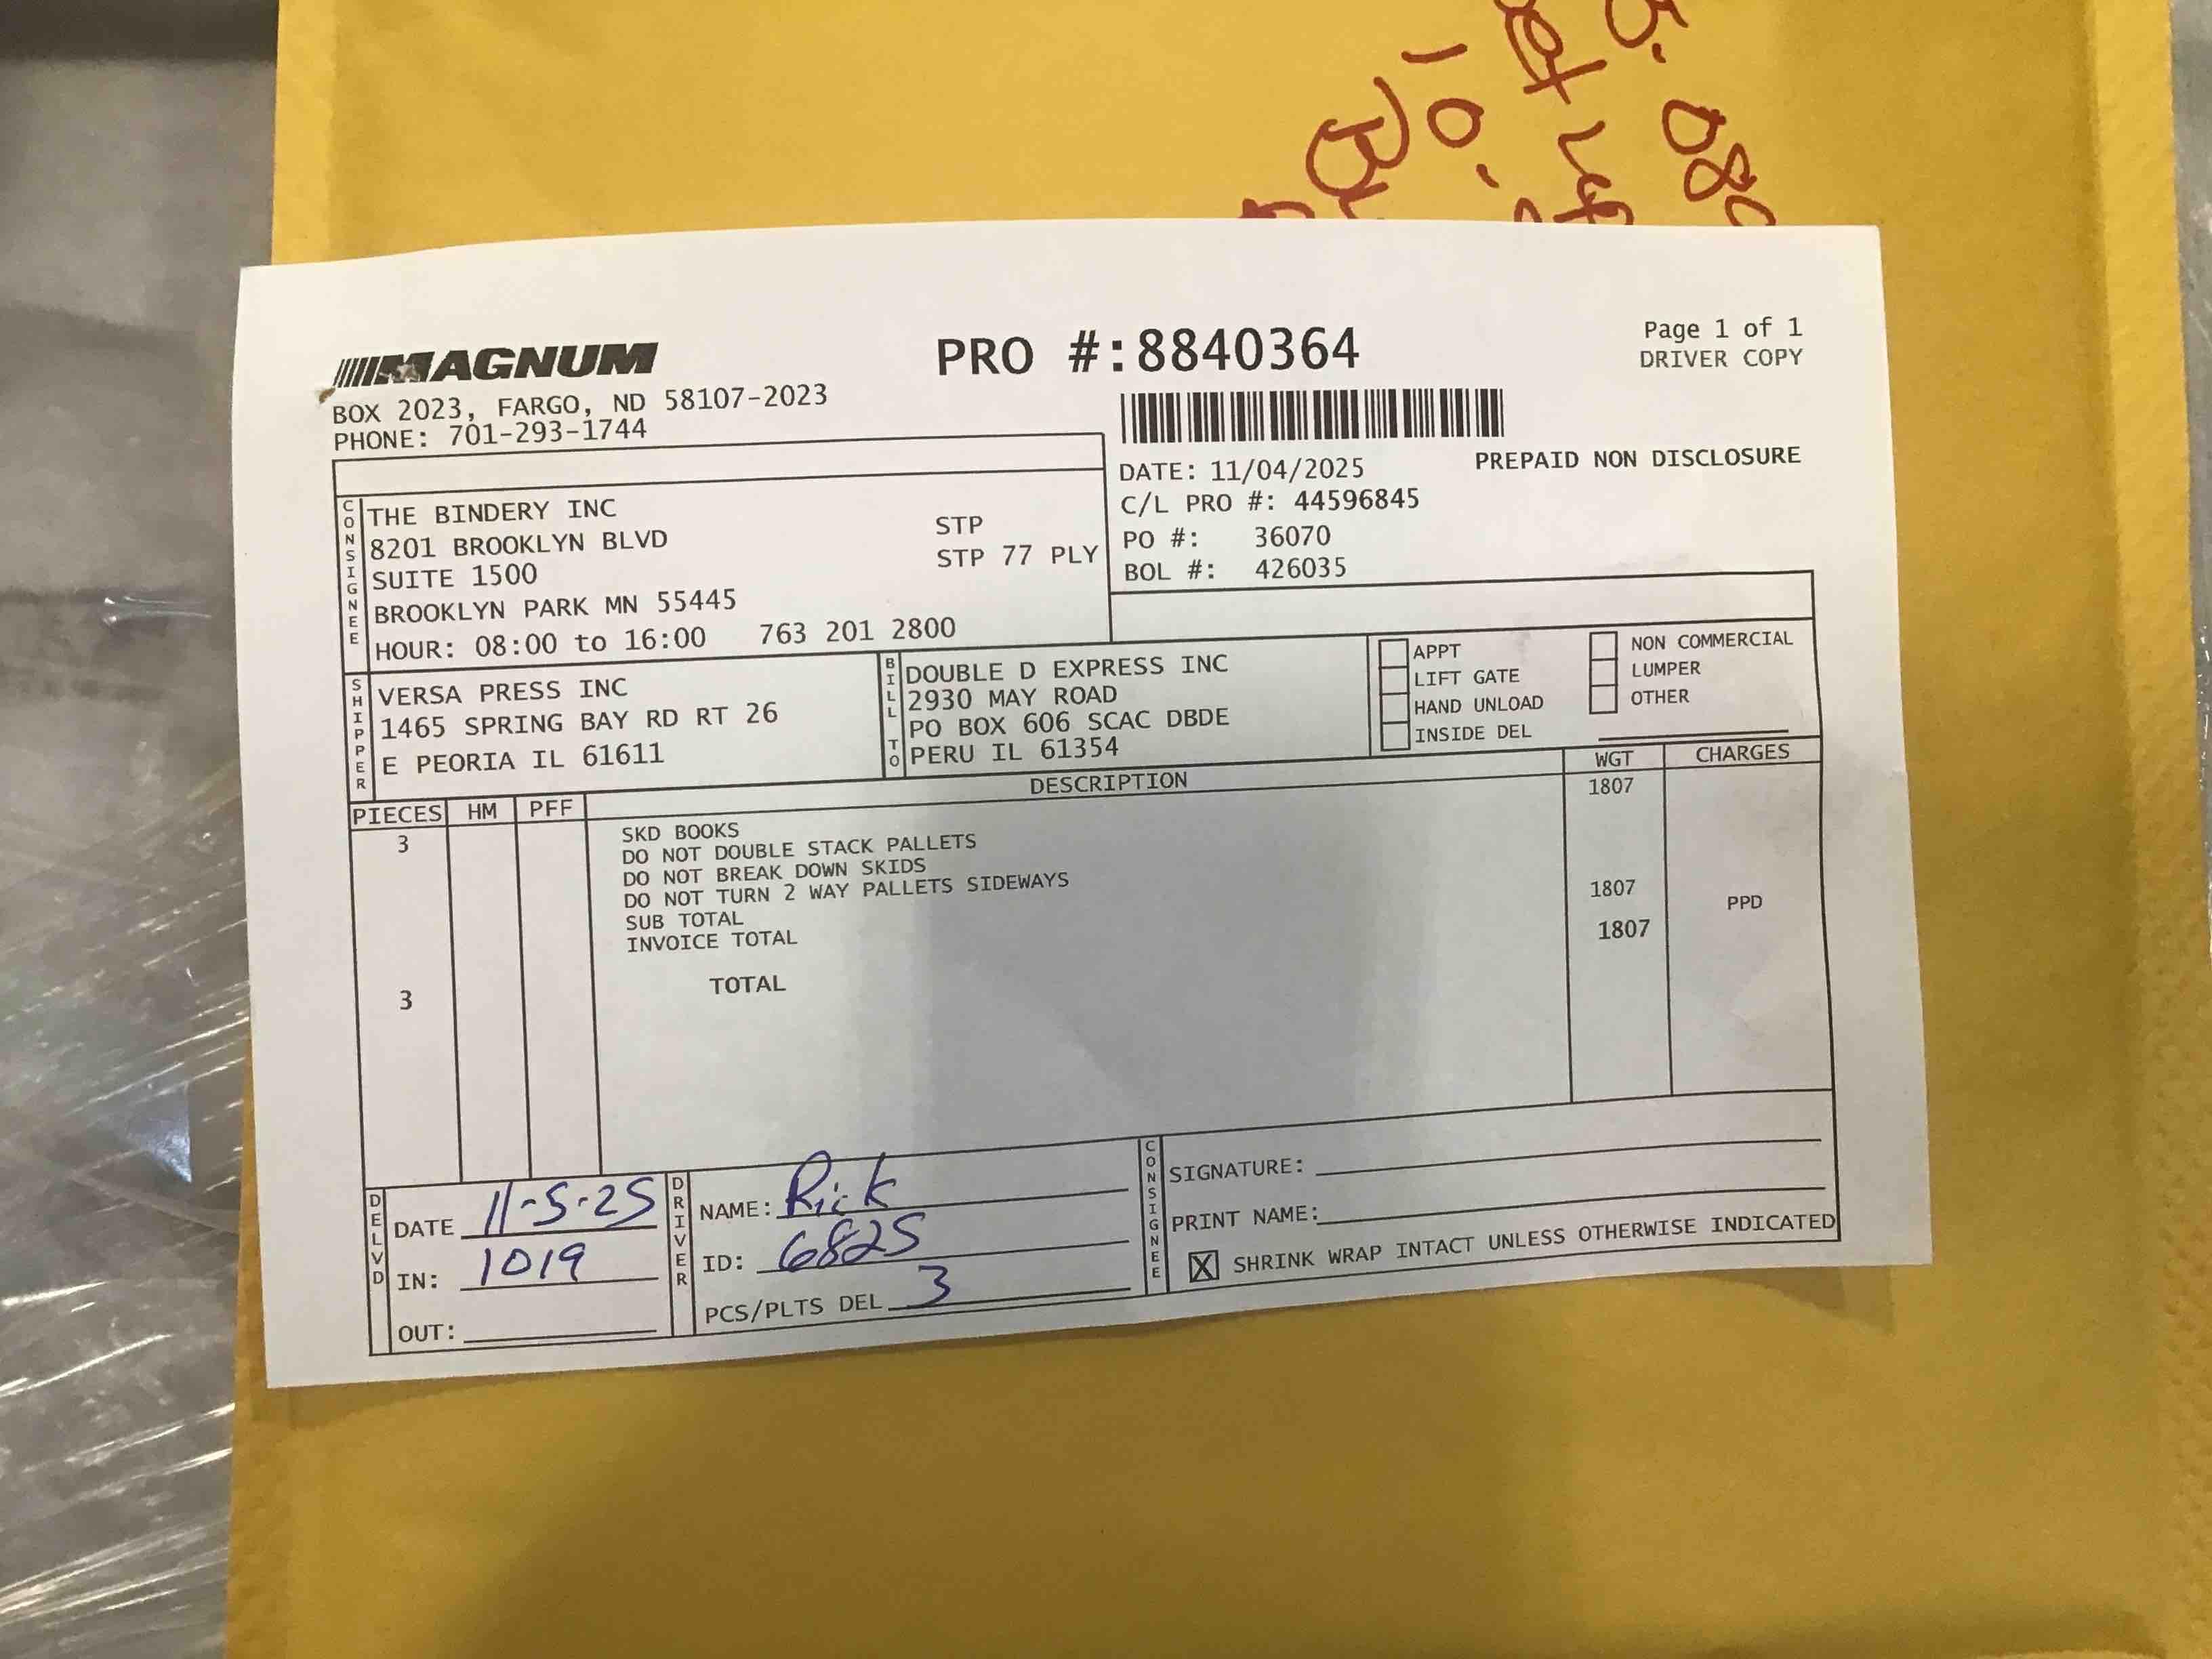 MAGNUM
BOX 2023, FARGO, ND 58107-2023
PHONE: 701-293-1744
PRO #:8840364
Page 1 of 1
DRIVER COPY
DATE: 11/04/2025
PREPAID NON DISCLOSURE
C/L PRO #: 44596845
PO #: 36070
BOL #: 426035
CONSIGNEE
THE BINDERY INC
8201 BROOKLYN BLVD STP
SUITE 1500 STP 77 PLY
BROOKLYN PARK MN 55445
HOUR: 08:00 to 16:00 763 201 2800
SHIPPER
VERSA PRESS INC
1465 SPRING BAY RD RT 26
E PEORIA IL 61611
BILL TO
DOUBLE D EXPRESS INC
2930 MAY ROAD
PO BOX 606 SCAC DBDE
PERU IL 61354
APPT NON COMMERCIAL
LIFT GATE LUMPER
HAND UNLOAD OTHER
INSIDE DEL
PIECES HM PFF DESCRIPTION WGT CHARGES
3 SKD BOOKS 1807
DO NOT DOUBLE STACK PALLETS
DO NOT BREAK DOWN SKIDS
DO NOT TURN 2 WAY PALLETS SIDEWAYS
SUB TOTAL 1807
INVOICE TOTAL 1807 PPD
3 TOTAL
DELVD
DATE 11-5-25
IN: 1019
OUT:
DRIVER
NAME: Rick
ID: 6825
PCS/PLTS DEL 3
CONSIGNEE
SIGNATURE:
PRINT NAME:
X SHRINK WRAP INTACT UNLESS OTHERWISE INDICATED